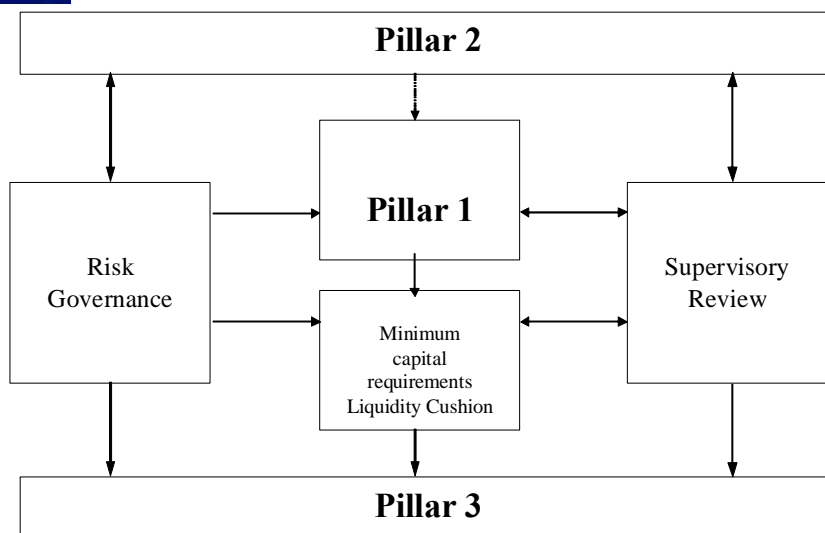 Pillar 2
Pillar 1
Risk
Governance
Supervisory
Review
Minimum
capital
requirements
Liquidity Cushion
Pillar 3